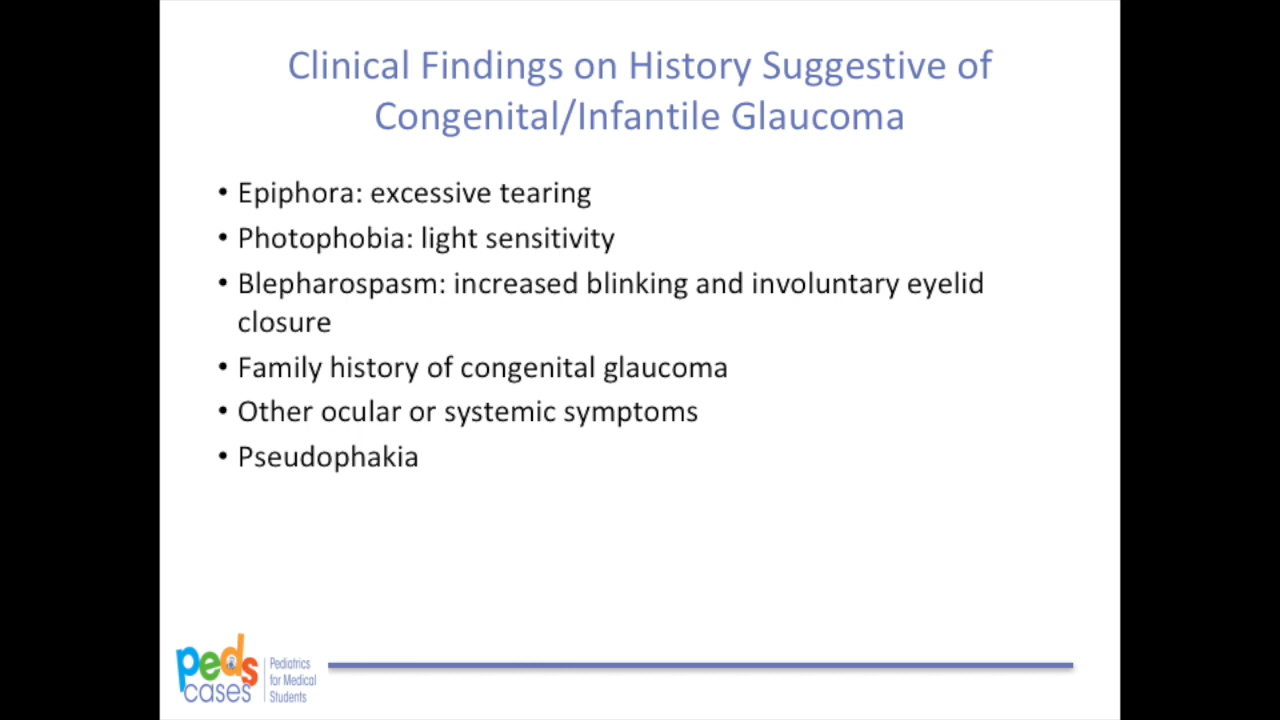 Clinical Findings on History Suggestive of
Congenital/Infantile Glaucoma
• Epiphora: excessive tearing
• Photophobia: light sensitivity
• Blepharospasm: increased blinking and involuntary eyelid
closure
• Family history of congenital glaucoma
• Other ocular or systemic symptoms
• Pseudophakia
peds
cases
Pediatrics
for Medical
Students